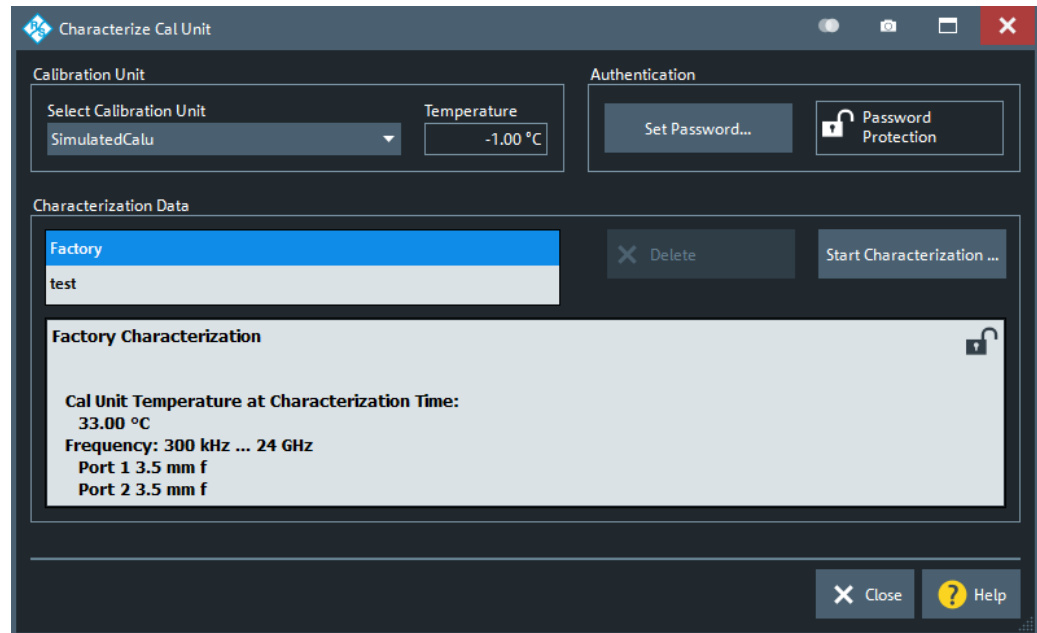 R&S Characterize Cal Unit
Calibration Unit
Select Calibration Unit
SimulatedCalu
Temperature
-1.00 °C
Authentication
Set Password...
Password
Protection
Characterization Data
Factory
test
Delete
Start Characterization ...
Factory Characterization
Cal Unit Temperature at Characterization Time:
33.00 °C
Frequency: 300 kHz ... 24 GHz
Port 1 3.5 mm f
Port 2 3.5 mm f
Close
? Help